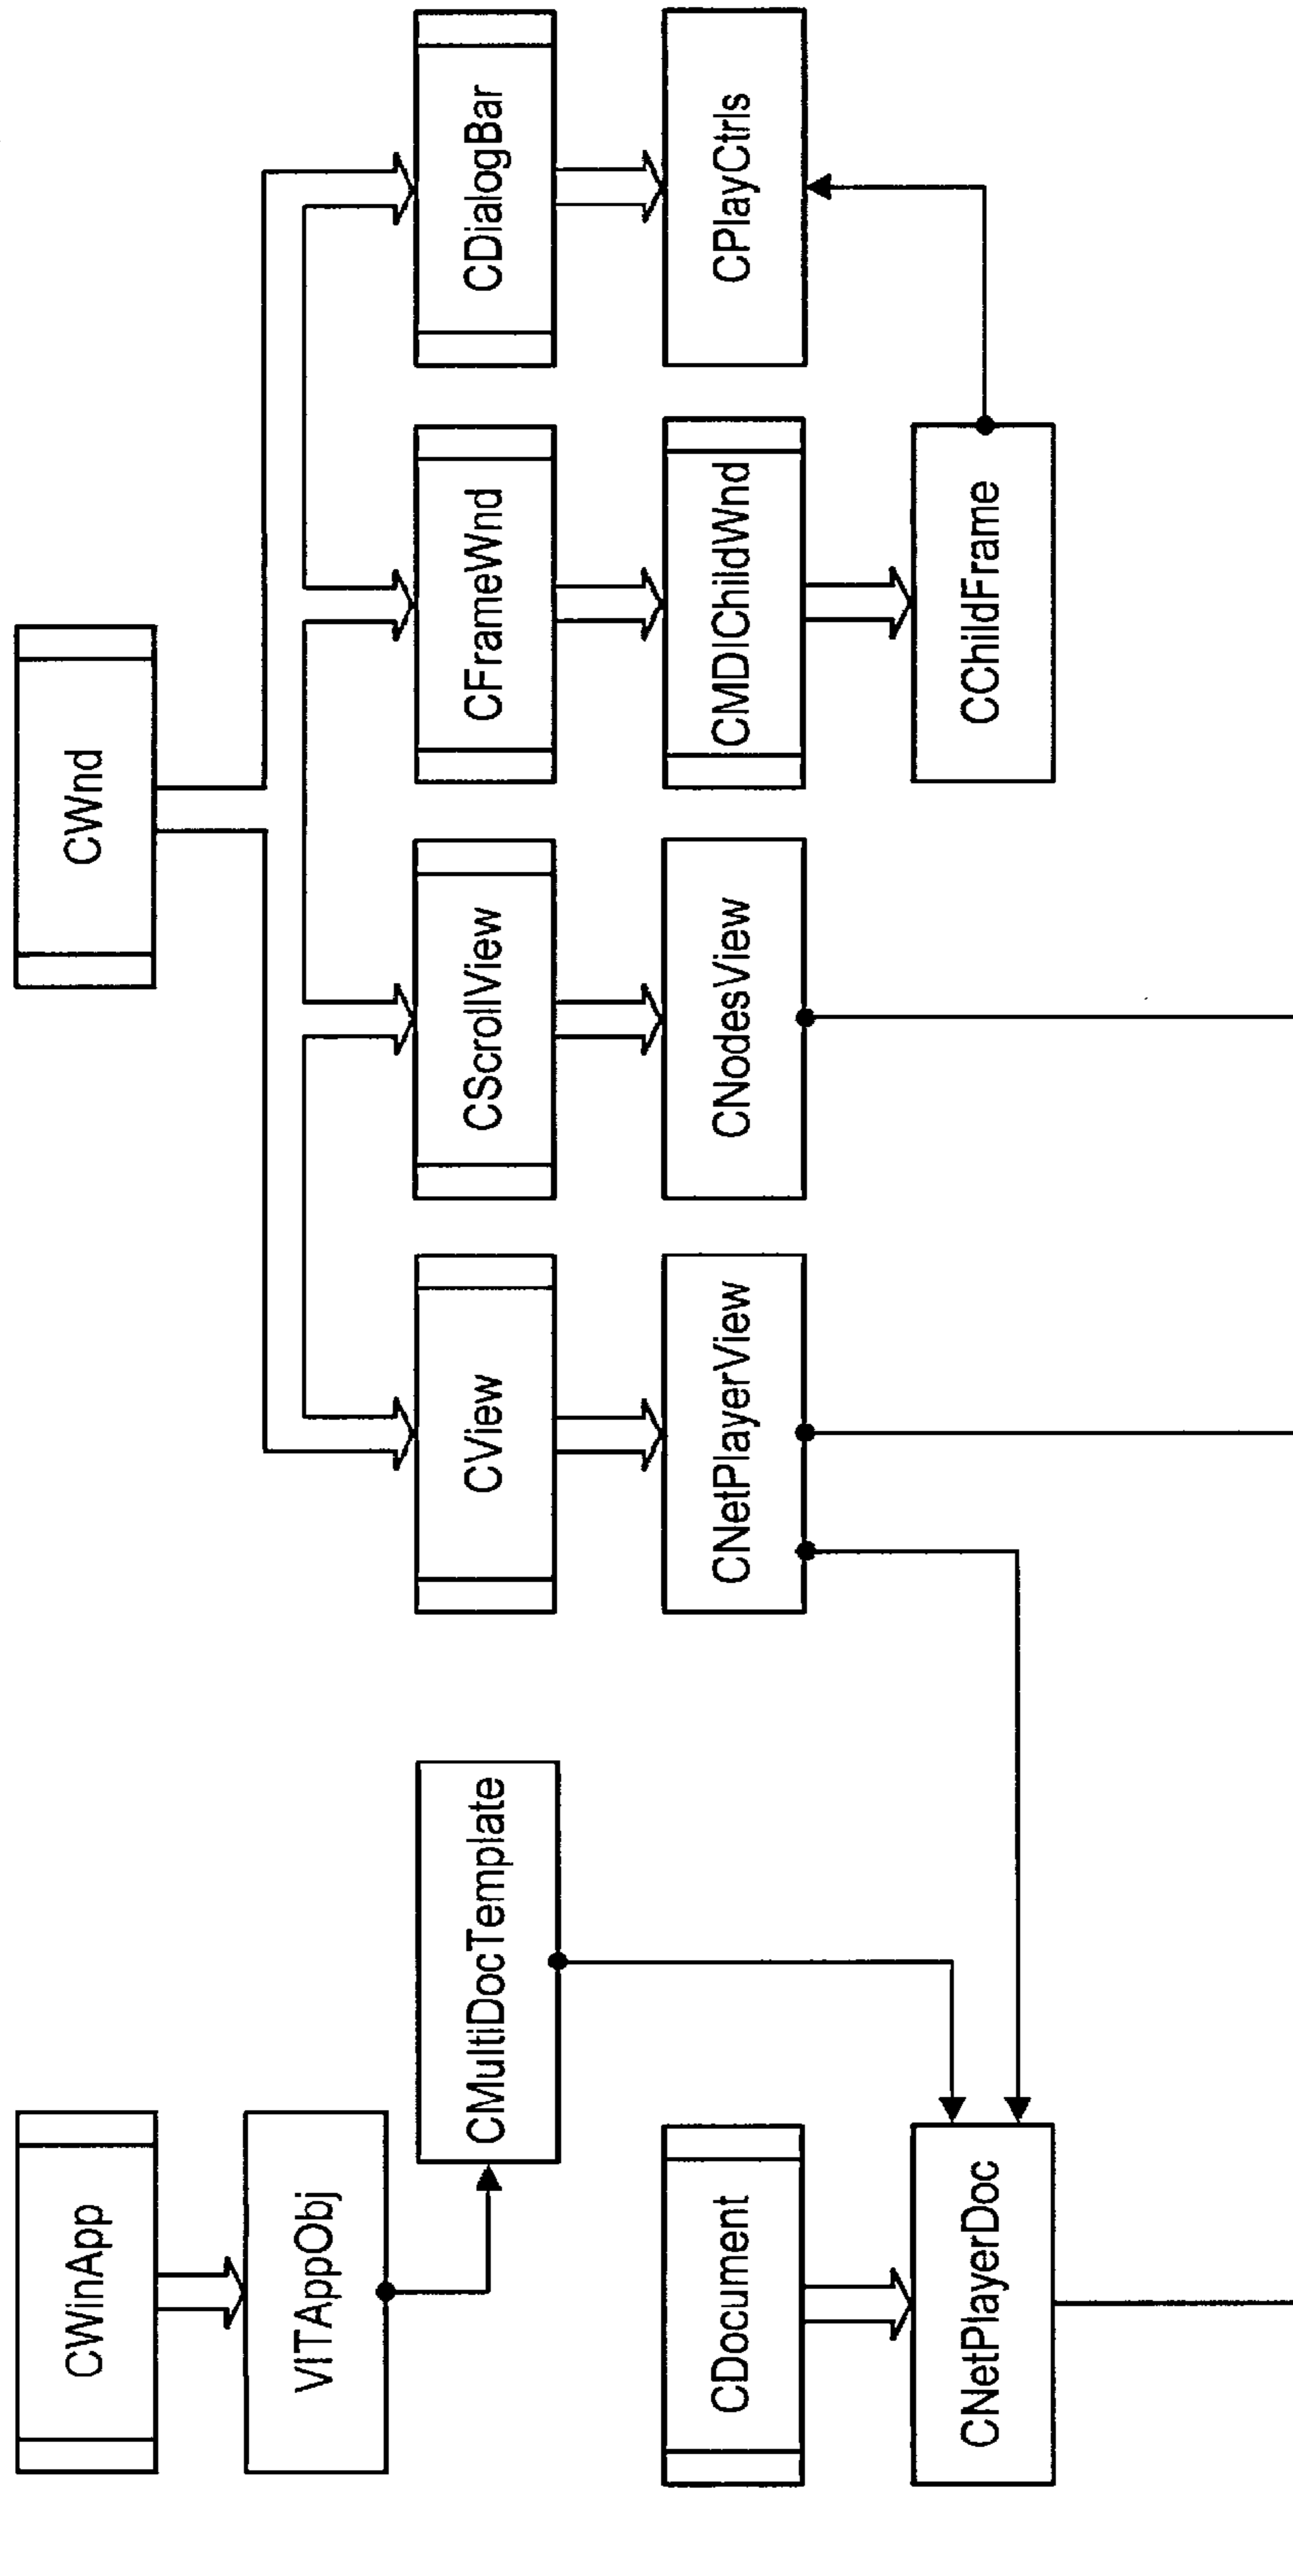 CWinApp
CWnd
VITAppObj
CMultiDocTemplate
CView
CScrollView
CFrameWnd
CDialogBar
CDocument
CNetPlayerView
CNodesView
CMDIChildWnd
CPlayCtrls
CNetPlayerDoc
CChildFrame